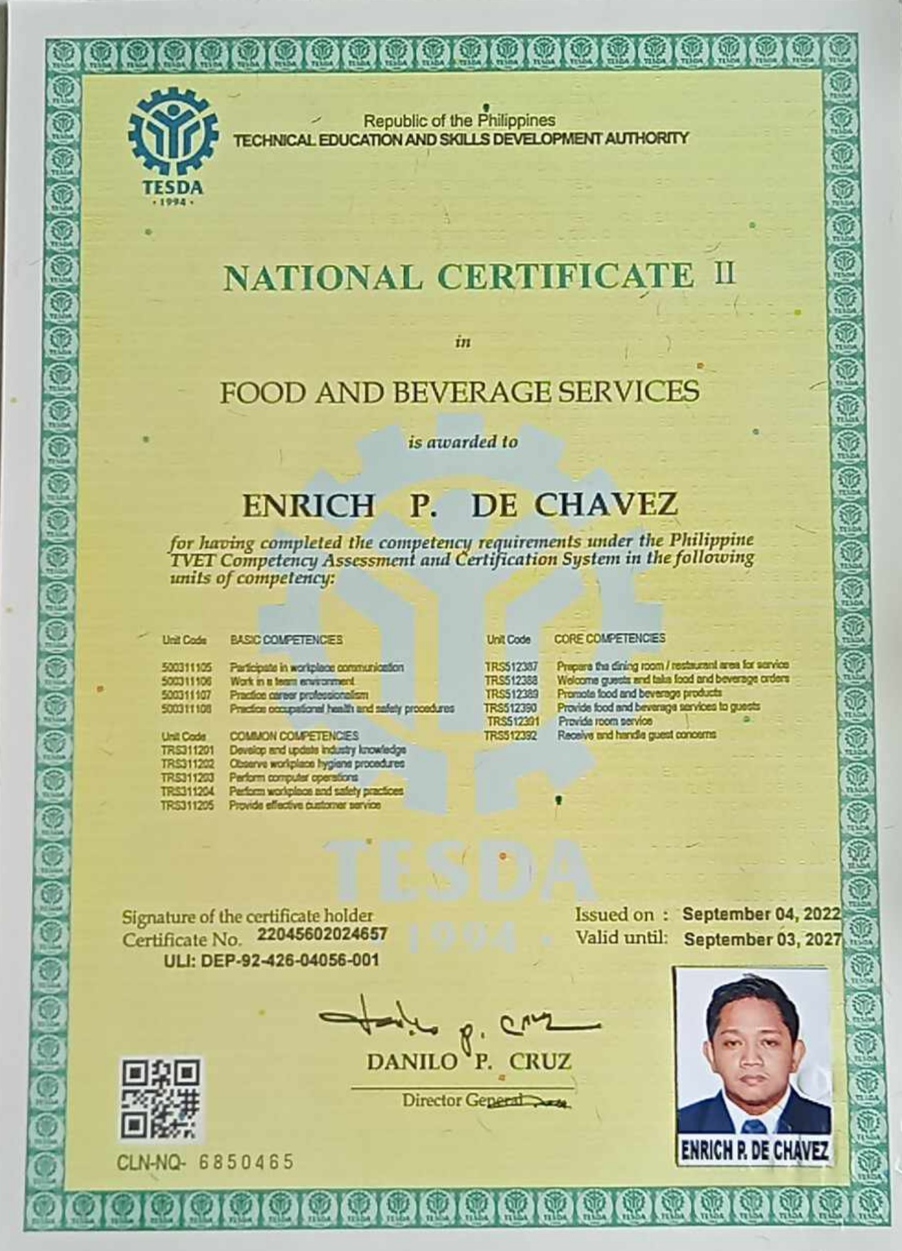 TESDA
· 1994 ·
Republic of the Philippines
TECHNICAL EDUCATION AND SKILLS DEVELOPMENT AUTHORITY
NATIONAL CERTIFICATE II
in
FOOD AND BEVERAGE SERVICES
is awarded to
ENRICH P. DE CHAVEZ
for having completed the competency requirements under the Philippine
TVET Competency Assessment and Certification System in the following
units of competency:
Unit Code BASIC COMPETENCIES
500311105 Participate in workplace communication
500311106 Work in a team environment
500311107 Practice career professionalism
500311108 Practice occupational health and safety procedures
Unit Code COMMON COMPETENCIES
TRS311201 Develop and update industry knowledge
TRS311202 Observe workplace hygiene procedures
TRS311203 Perform computer operations
TRS311204 Perform workplace and safety practices
TRS311205 Provide effective customer service
Unit Code CORE COMPETENCIES
TRS512387 Prepare the dining room / restaurant area for service
TRS512388 Welcome guests and take food and beverage orders
TRS512389 Promote food and beverage products
TRS512390 Provide food and beverage services to guests
TRS512391 Provide room service
TRS512392 Receive and handle guest concerns
TESDA
1994 ·
Signature of the certificate holder
Certificate No. 22045602024657
ULI: DEP-92-426-04056-001
Issued on : September 04, 2022
Valid until: September 03, 2027
DANILO P. CRUZ
Director General
CLN-NQ- 6850465
ENRICH P. DE CHAVEZ